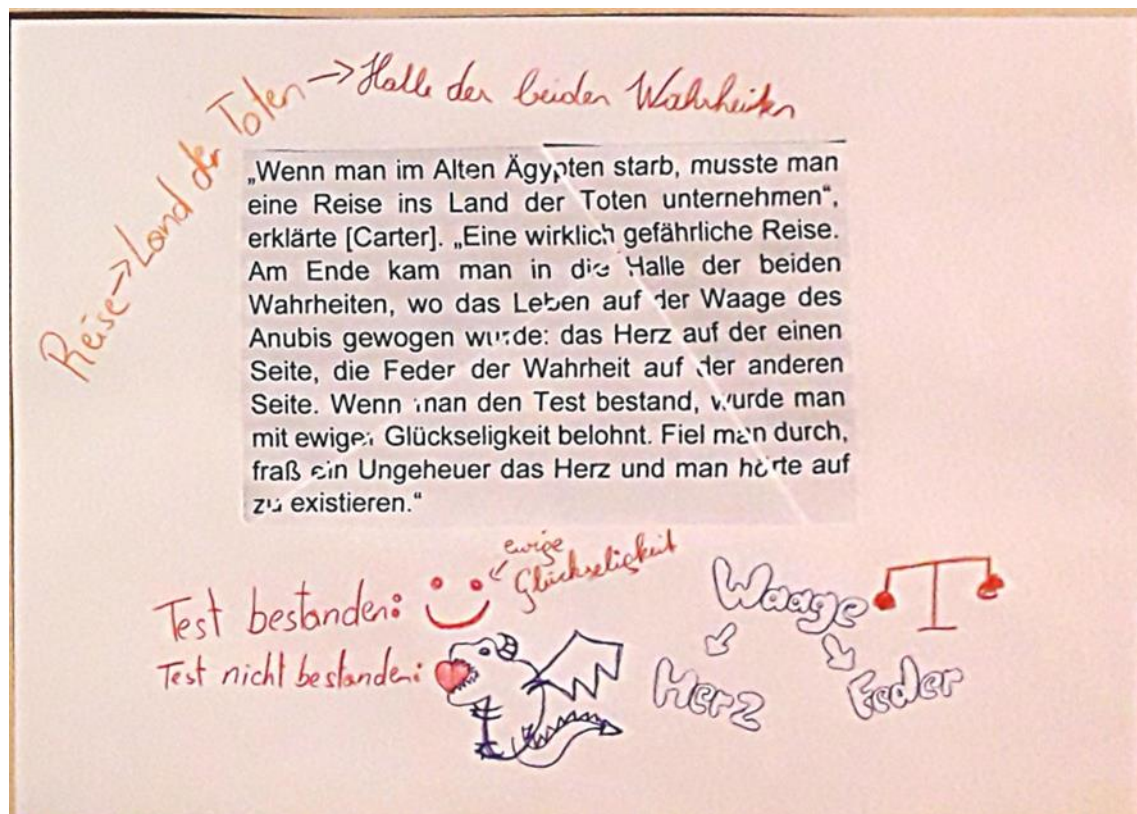 Reise → Land der Toten → Halle der beiden Wahrheiten
„Wenn man im Alten Ägypten starb, musste man
eine Reise ins Land der Toten unternehmen“,
erklärte [Carter]. „Eine wirklich gefährliche Reise.
Am Ende kam man in die Halle der beiden
Wahrheiten, wo das Leben auf der Waage des
Anubis gewogen wurde: das Herz auf der einen
Seite, die Feder der Wahrheit auf der anderen
Seite. Wenn man den Test bestand, wurde man
mit ewiger Glückseligkeit belohnt. Fiel man durch,
fraß ein Ungeheuer das Herz und man hörte auf
zu existieren.“
Test bestanden:
ewige
Glückseligkeit
Test nicht bestanden:
Waage
Herz
Feder